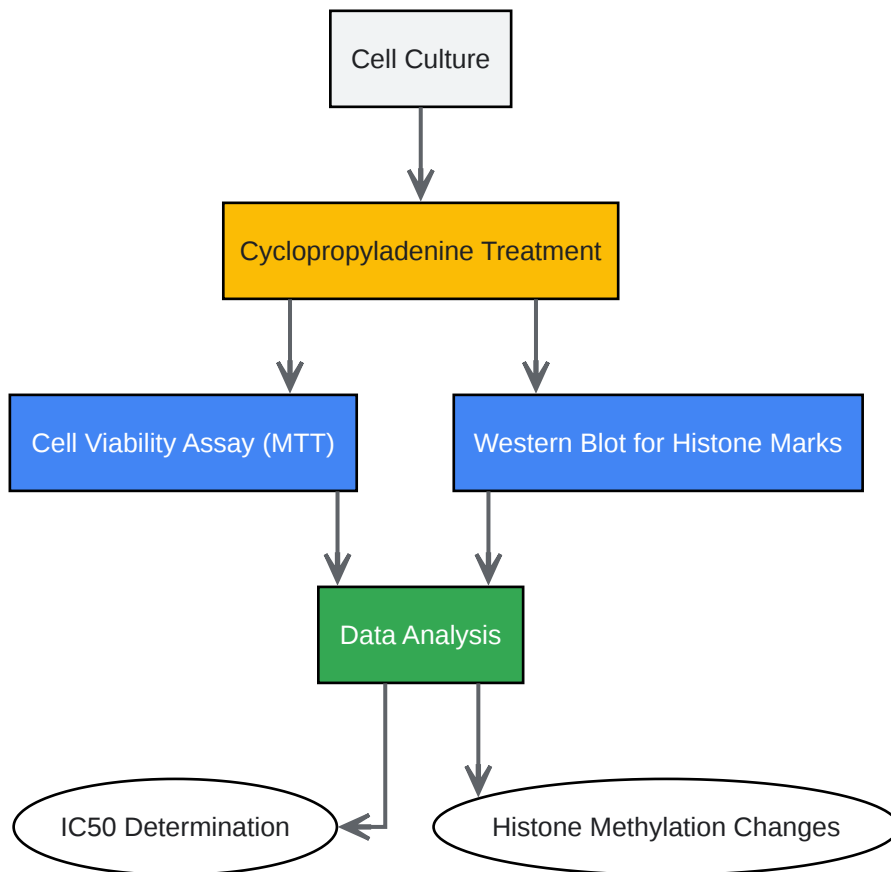 Cell Culture
Cyclopropyladenine Treatment
Cell Viability Assay (MTT)
Western Blot for Histone Marks
Data Analysis
IC50 Determination
Histone Methylation Changes